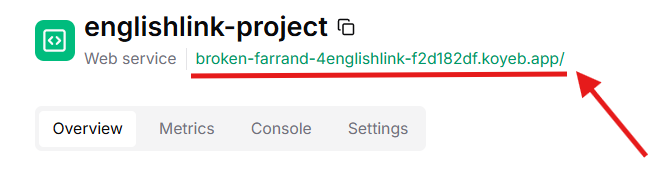 englishlink-project
Web service broken-farrand-4englishlink-f2d182df.koyeb.app/
Overview Metrics Console Settings